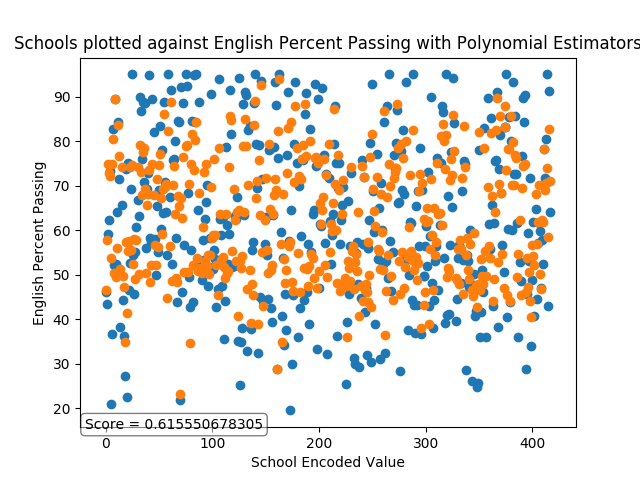 Schools plotted against English Percent Passing with Polynomial Estimators
English Percent Passing
90
80
70
60
50
40
30
20
Score = 0.615550678305
0 100 200 300 400
School Encoded Value